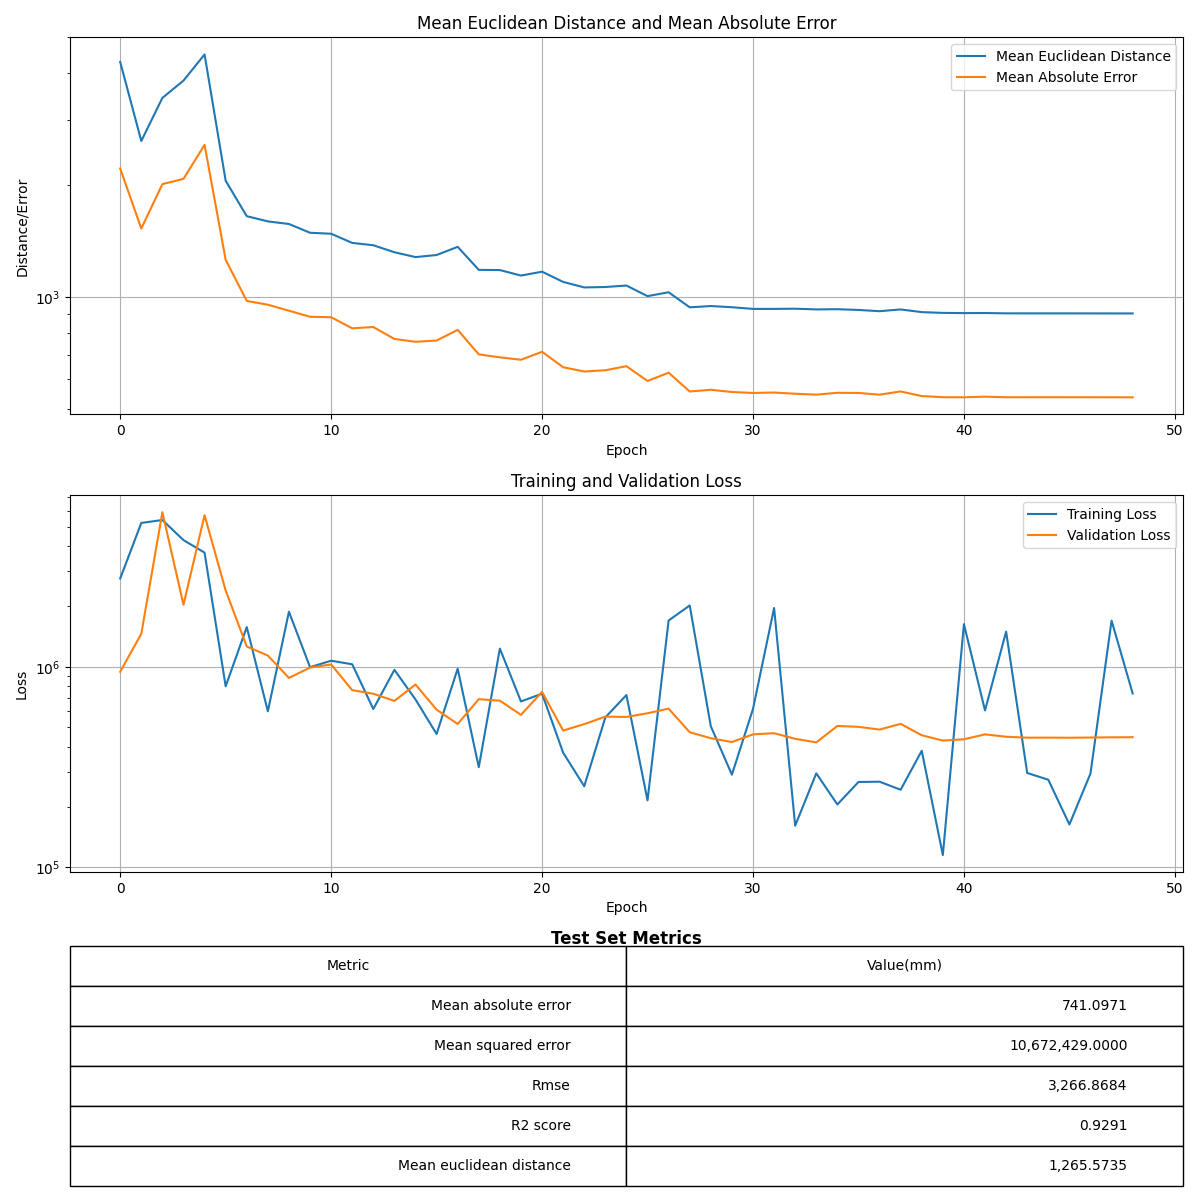 Mean Euclidean Distance and Mean Absolute Error
Distance/Error
10³
Mean Euclidean Distance
Mean Absolute Error
0 10 20 30 40 50
Epoch
Training and Validation Loss
Loss
10⁶
10⁵
Training Loss
Validation Loss
0 10 20 30 40 50
Epoch
Test Set Metrics
Metric Value(mm)
Mean absolute error 741.0971
Mean squared error 10,672,429.0000
Rmse 3,266.8684
R2 score 0.9291
Mean euclidean distance 1,265.5735